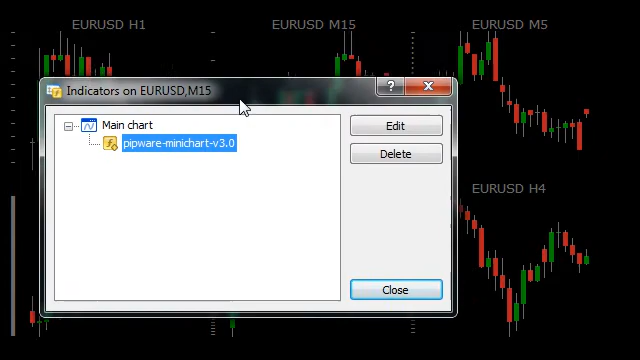 EURUSD H1
EURUSD M15
EURUSD M5
Indicators on EURUSD,M15
?
Main chart
pipware-minichart-v3.0
Edit
Delete
EURUSD H4
Close